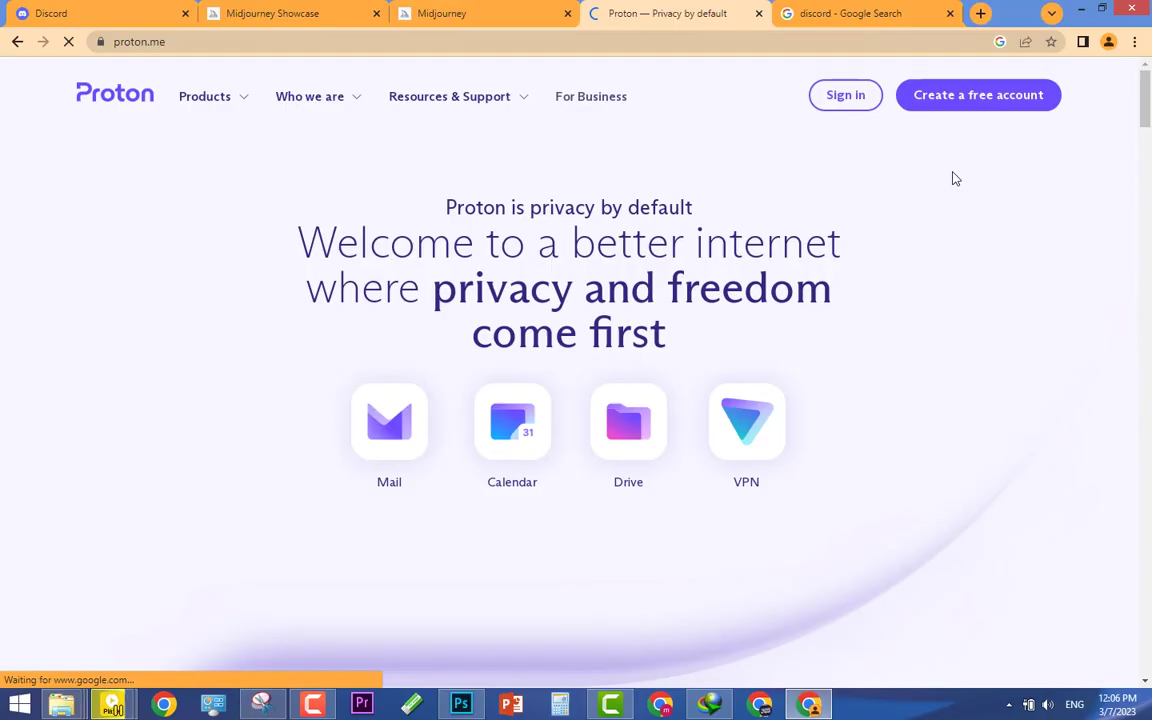 Discord
Midjourney Showcase
Midjourney
Proton — Privacy by default
discord - Google Search
proton.me
Proton
Products
Who we are
Resources & Support
For Business
Sign in
Create a free account
Proton is privacy by default
Welcome to a better internet
where privacy and freedom
come first
31
Mail
Calendar
Drive
VPN
Waiting for www.google.com...
Pr
Ps
ENG
12:06 PM
3/7/2023